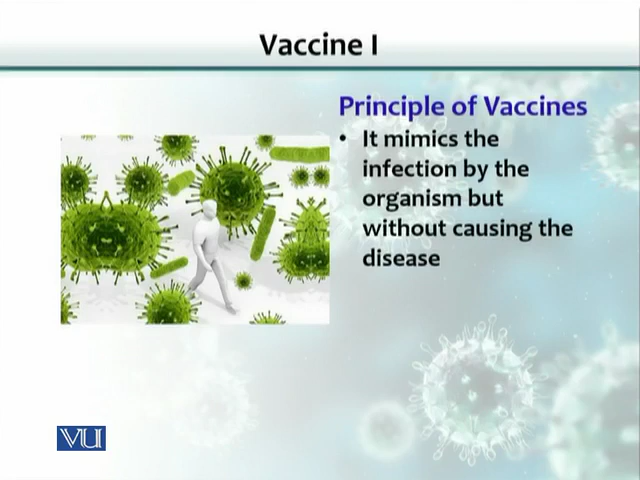 Vaccine I
Principle of Vaccines
• It mimics the
infection by the
organism but
without causing the
disease
VU